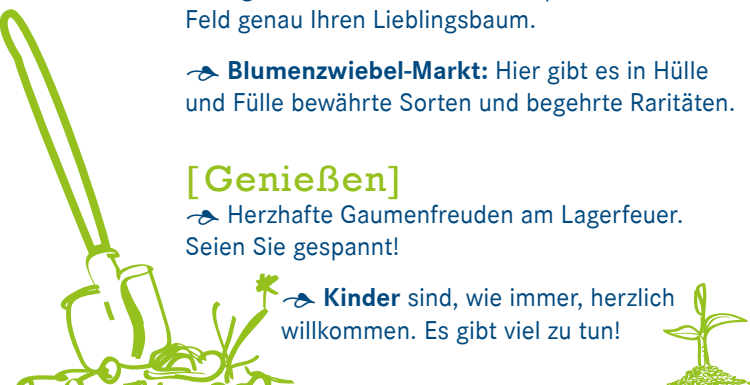 Feld genau Ihren Lieblingsbaum.
Blumenzwiebel-Markt: Hier gibt es in Hülle
und Fülle bewährte Sorten und begehrte Raritäten.
[Genießen]
Herzhafte Gaumenfreuden am Lagerfeuer.
Seien Sie gespannt!
Kinder sind, wie immer, herzlich
willkommen. Es gibt viel zu tun!